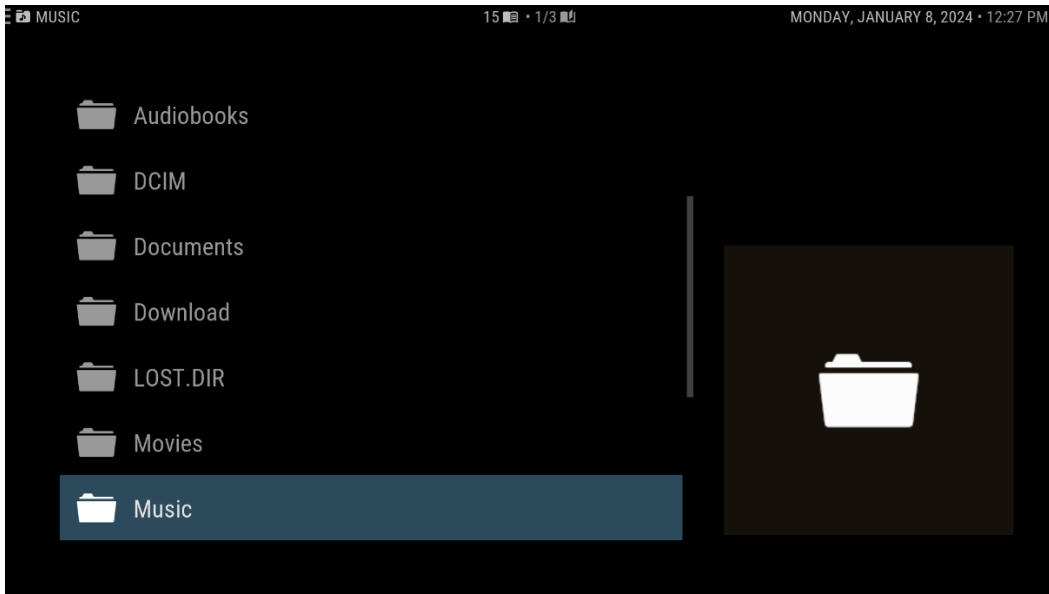 MUSIC
15 • 1/3
MONDAY, JANUARY 8, 2024 • 12:27 PM
Audiobooks
DCIM
Documents
Download
LOST.DIR
Movies
Music